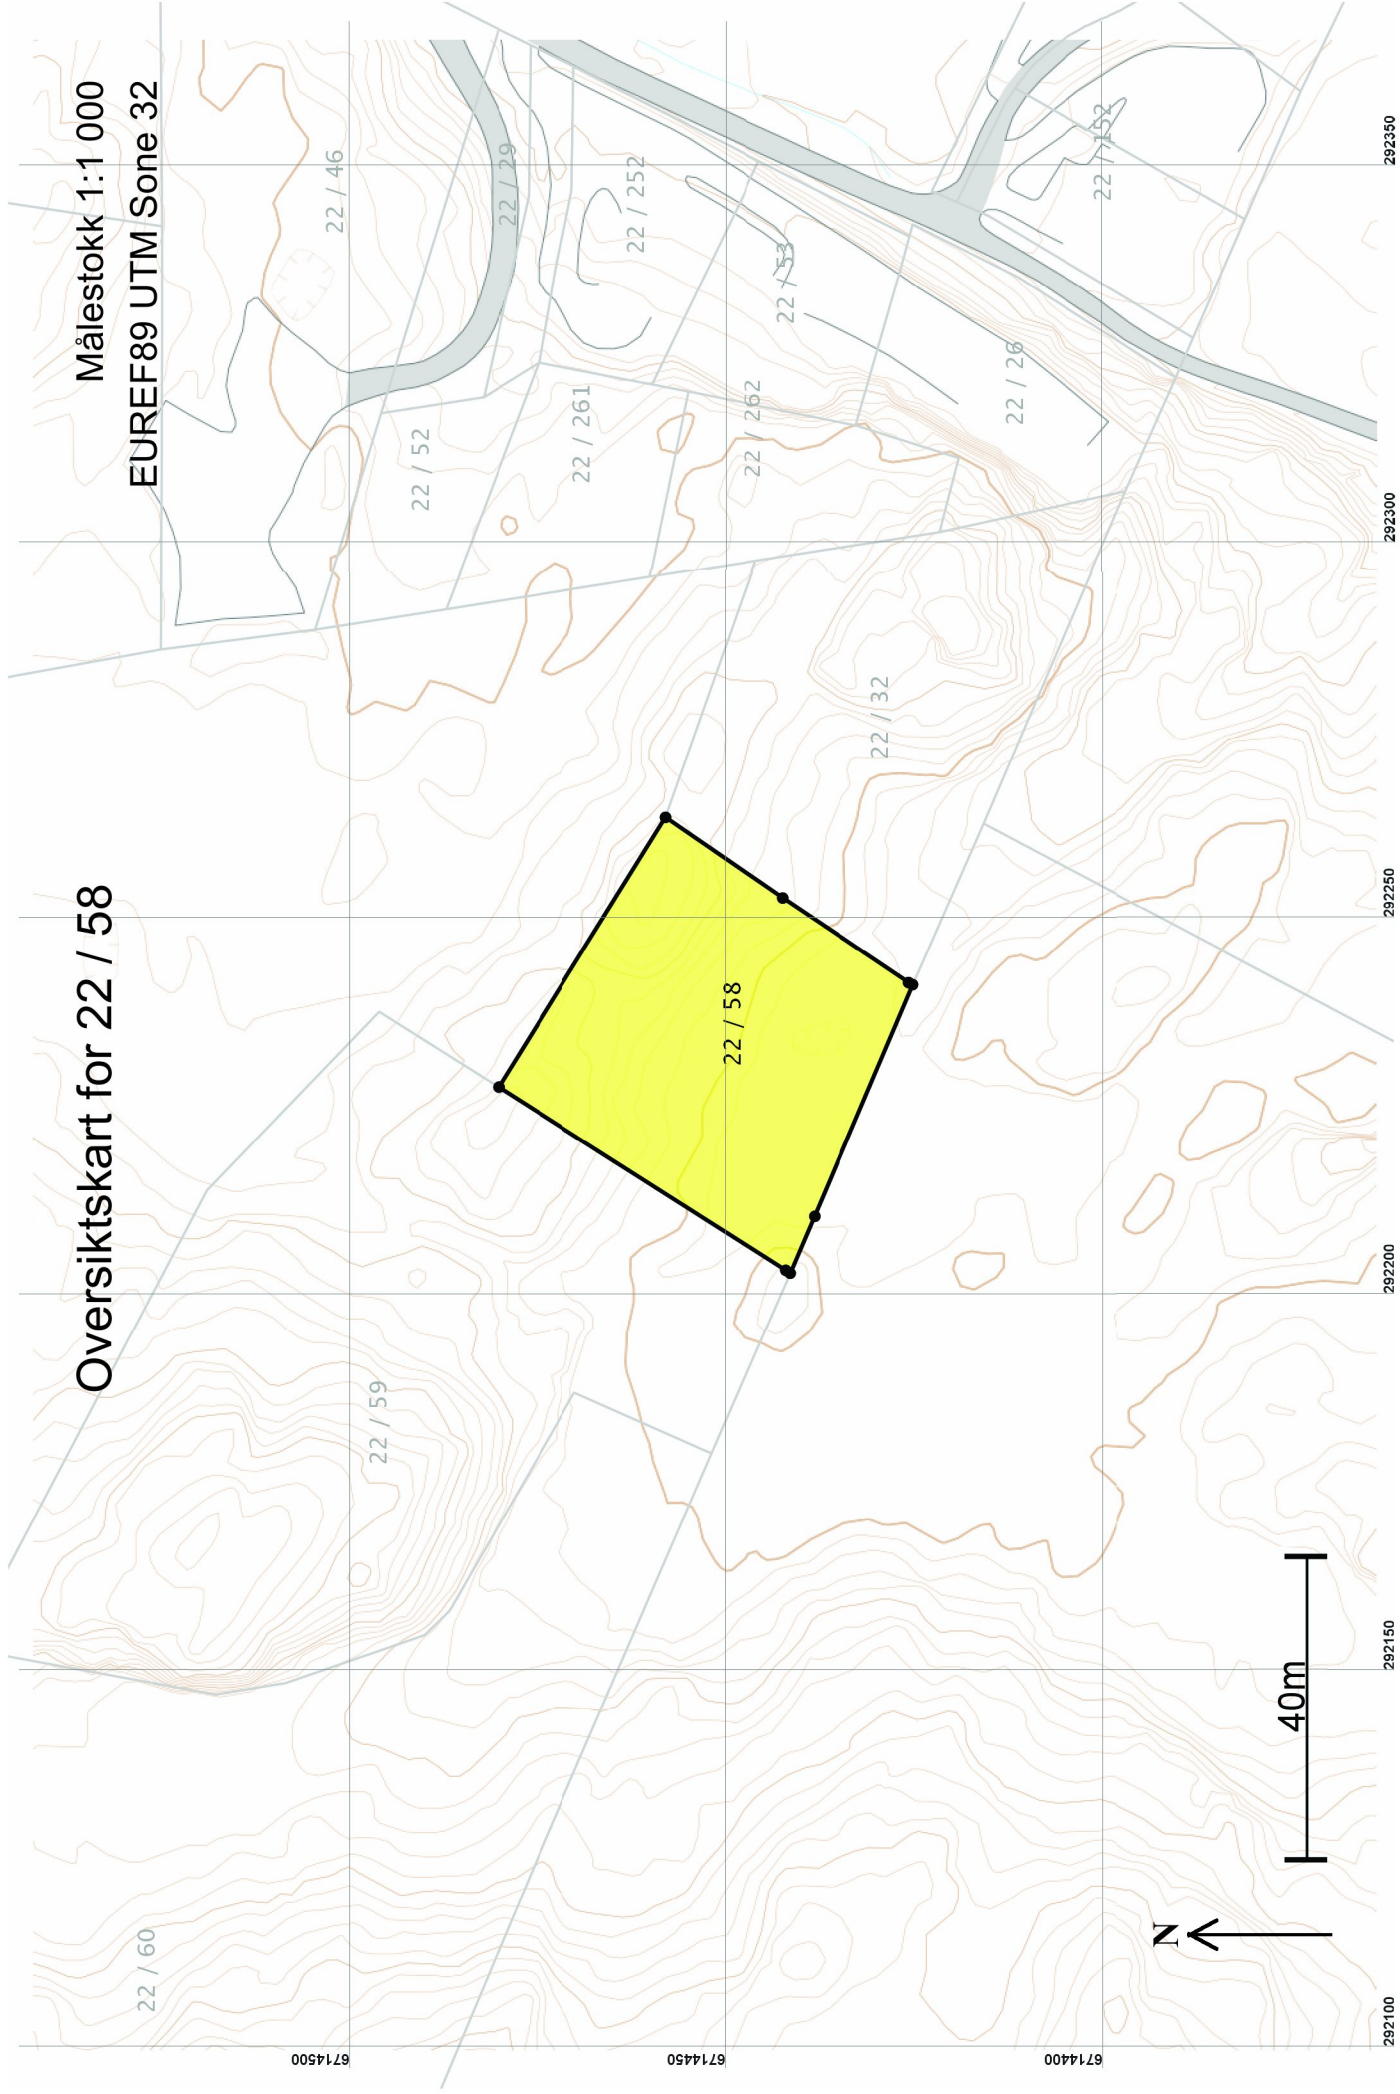 Oversiktskart for 22 / 58
Målestokk 1:1 000
EUREF89 UTM Sone 32
22 / 46
22 / 29
22 / 252
22 / 53
22 / 152
22 / 52
22 / 261
22 / 262
22 / 26
22 / 32
22 / 58
22 / 59
22 / 60
6714500
6714450
6714400
292100
292150
292200
292250
292300
292350
N
40m